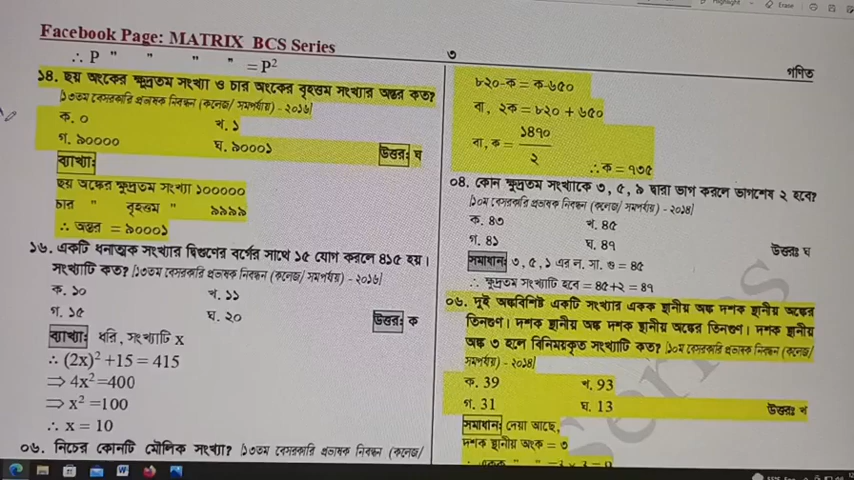 Facebook Page: MATRIX BCS Series
৩
গণিত
∴ P " " " " = P²
১৪. ছয় অংকের ক্ষুদ্রতম সংখ্যা ও চার অংকের বৃহত্তম সংখ্যার অন্তর কত?
[১৩তম বেসরকারি প্রভাষক নিবন্ধন (কলেজ/ সমপর্যায়) - ২০১৬]
ক. ০ খ. ১
গ. ৯০০০০ ঘ. ৯০০০১ উত্তর: ঘ
ব্যাখ্যা:
ছয় অঙ্কের ক্ষুদ্রতম সংখ্যা ১০০০০০
চার " বৃহত্তম " ৯৯৯৯
∴ অন্তর = ৯০০০১
১৬. একটি ধনাত্মক সংখ্যার দ্বিগুণের বর্গের সাথে ১৫ যোগ করলে ৪১৫ হয়।
সংখ্যাটি কত? [১৩তম বেসরকারি প্রভাষক নিবন্ধন (কলেজ/ সমপর্যায়) - ২০১৬]
ক. ১০ খ. ১১
গ. ১৫ ঘ. ২০ উত্তর: ক
ব্যাখ্যা: ধরি, সংখ্যাটি x
∴ (2x)² + 15 = 415
⇒ 4x² =400
⇒ x² =100
∴ x = 10
০৬. নিচের কোনটি মৌলিক সংখ্যা? [১৩তম বেসরকারি প্রভাষক নিবন্ধন (কলেজ/
৮২০-ক = ক-৬৫০
বা, ২ক = ৮২০ + ৬৫০
বা, ক = ১৪৭০
২
∴ ক = ৭৩৫
০৪. কোন ক্ষুদ্রতম সংখ্যাকে ৩, ৫, ৯ দ্বারা ভাগ করলে ভাগশেষ ২ হবে?
[১০ম বেসরকারি প্রভাষক নিবন্ধন (কলেজ/ সমপর্যায়) - ২০১৪]
ক. ৪৩ খ. ৪৫
গ. ৪১ ঘ. ৪৭ উত্তর: ঘ
সমাধান: ৩, ৫, ৯ এর ল. সা. গু = ৪৫
∴ ক্ষুদ্রতম সংখ্যাটি হবে = ৪৫+২ = ৪৭
০৬. দুই অঙ্কবিশিষ্ট একটি সংখ্যার একক স্থানীয় অঙ্ক দশক স্থানীয় অঙ্কের
তিনগুণ। দশক স্থানীয় অঙ্ক দশক স্থানীয় অঙ্কের তিনগুণ। দশক স্থানীয়
অঙ্ক ৩ হলে বিনিময়কৃত সংখ্যাটি কত? [১০ম বেসরকারি প্রভাষক নিবন্ধন (কলেজ/
সমপর্যায়) - ২০১৪]
ক. 39 খ. 93
গ. 31 ঘ. 13 উত্তর: খ
সমাধান: দেয়া আছে,
দশক স্থানীয় অংক = ৩
∴ একক " " =৩ × ৩ = ৯